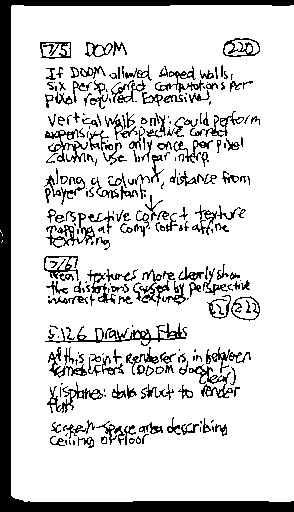 7/5 DOOM 220
If DOOM allowed sloped walls,
six persp. correct computations per
pixel required. Expensive!
Vertical walls only: could perform
expensive perspective correct
computation only once per pixel
column, use linear interp.
Along a column, distance from
player is constant.
Perspective correct texture
mapping at comp. cost of affine
texturing
7/6
Real textures more clearly show
the distortions caused by perspective
incorrect affine textures.
221 222
5.12.6 Drawing Flats
At this point renderer is in between
framebuffers (DOOM doesn't
clear)
Visplanes: data struct to render
flats
screen-space area describing
ceiling or floor